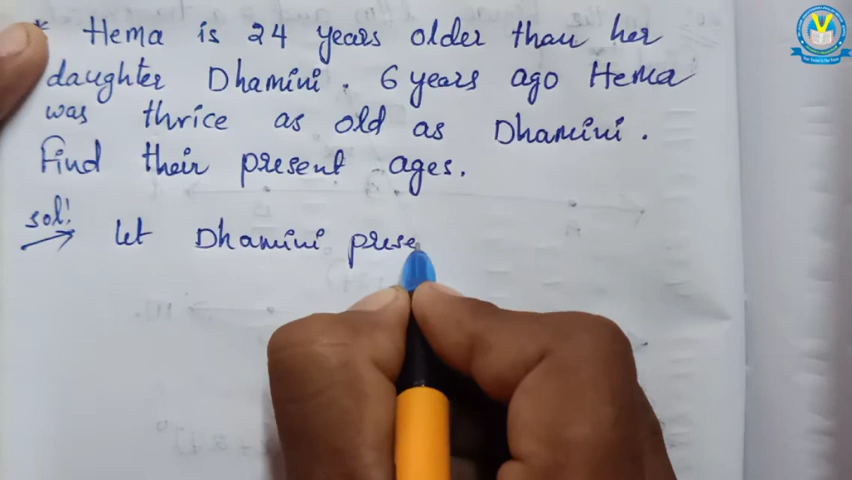 * Hema is 24 years older than her
daughter Dhamini. 6 years ago Hema
was thrice as old as Dhamini.
Find their present ages.
sol: let Dhamini prese
V